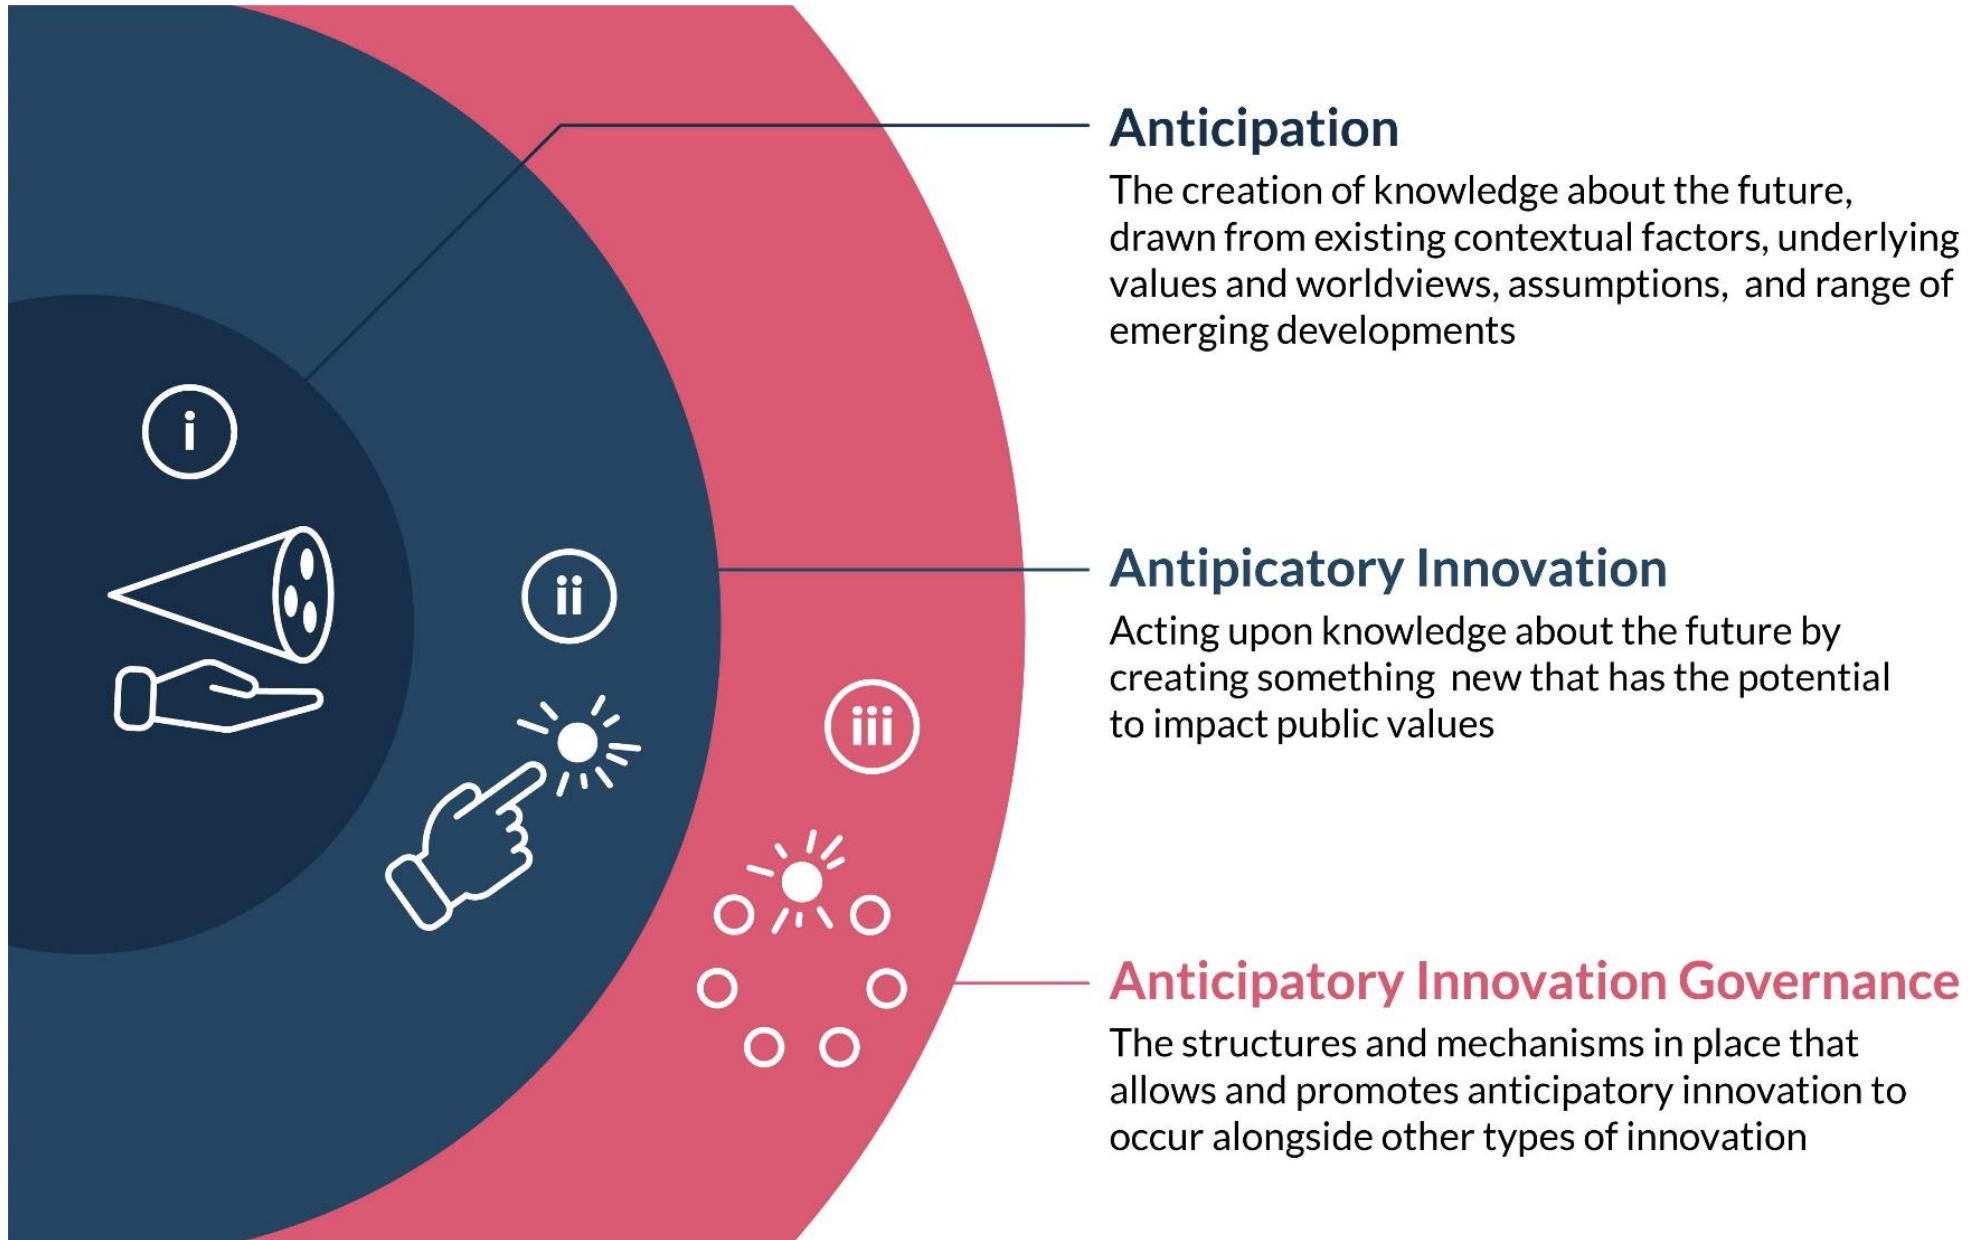 Anticipation
The creation of knowledge about the future,
drawn from existing contextual factors, underlying
values and worldviews, assumptions, and range of
emerging developments
i
ii
Antipicatory Innovation
Acting upon knowledge about the future by
creating something new that has the potential
to impact public values
iii
Anticipatory Innovation Governance
The structures and mechanisms in place that
allows and promotes anticipatory innovation to
occur alongside other types of innovation